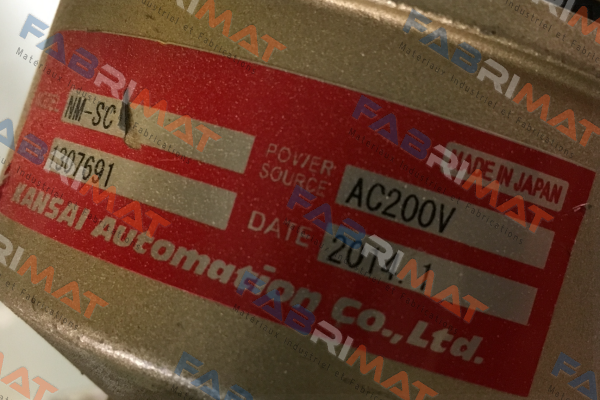 MADE IN JAPAN
NM-SC
POWER SOURCE: AC200V
1307691
DATE 2014. 1
KANSAI Automation Co., Ltd.
FABRIMAT